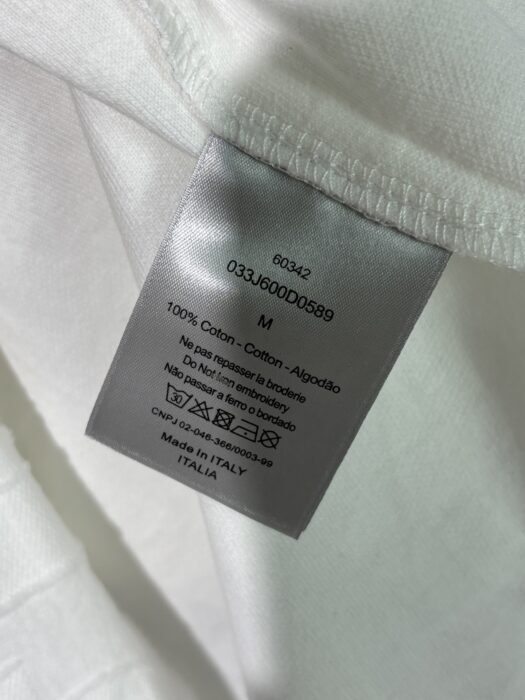 60342
033J600D0589
M
100% Coton - Cotton - Algodão
Ne pas repasser la broderie
Do Not Iron embroidery
Não passar a ferro o bordado
30
CNPJ 02-046-366/0003-99
Made In ITALY
ITALIA